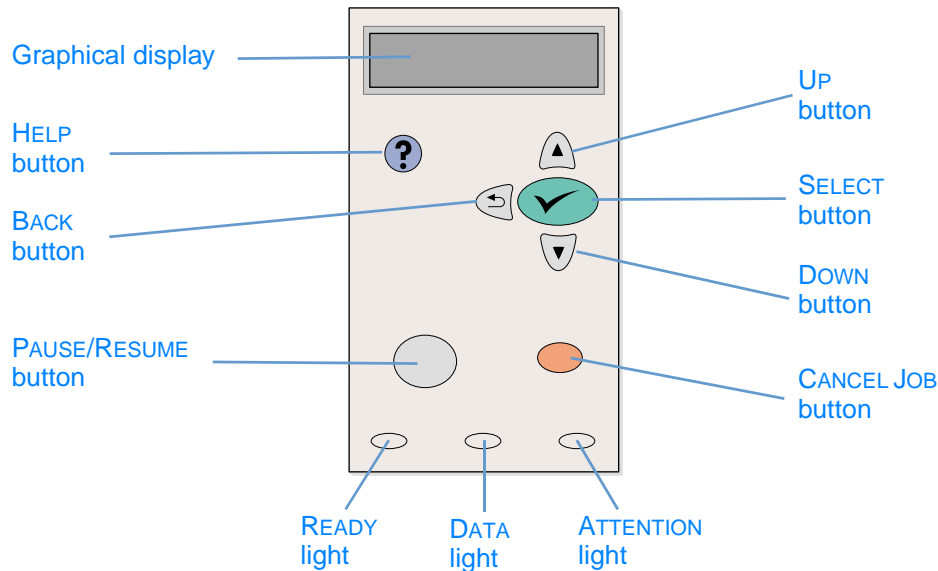 Graphical display
HELP
button
BACK
button
PAUSE/RESUME
button
?
UP
button
SELECT
button
DOWN
button
CANCEL JOB
button
READY
light
DATA
light
ATTENTION
light